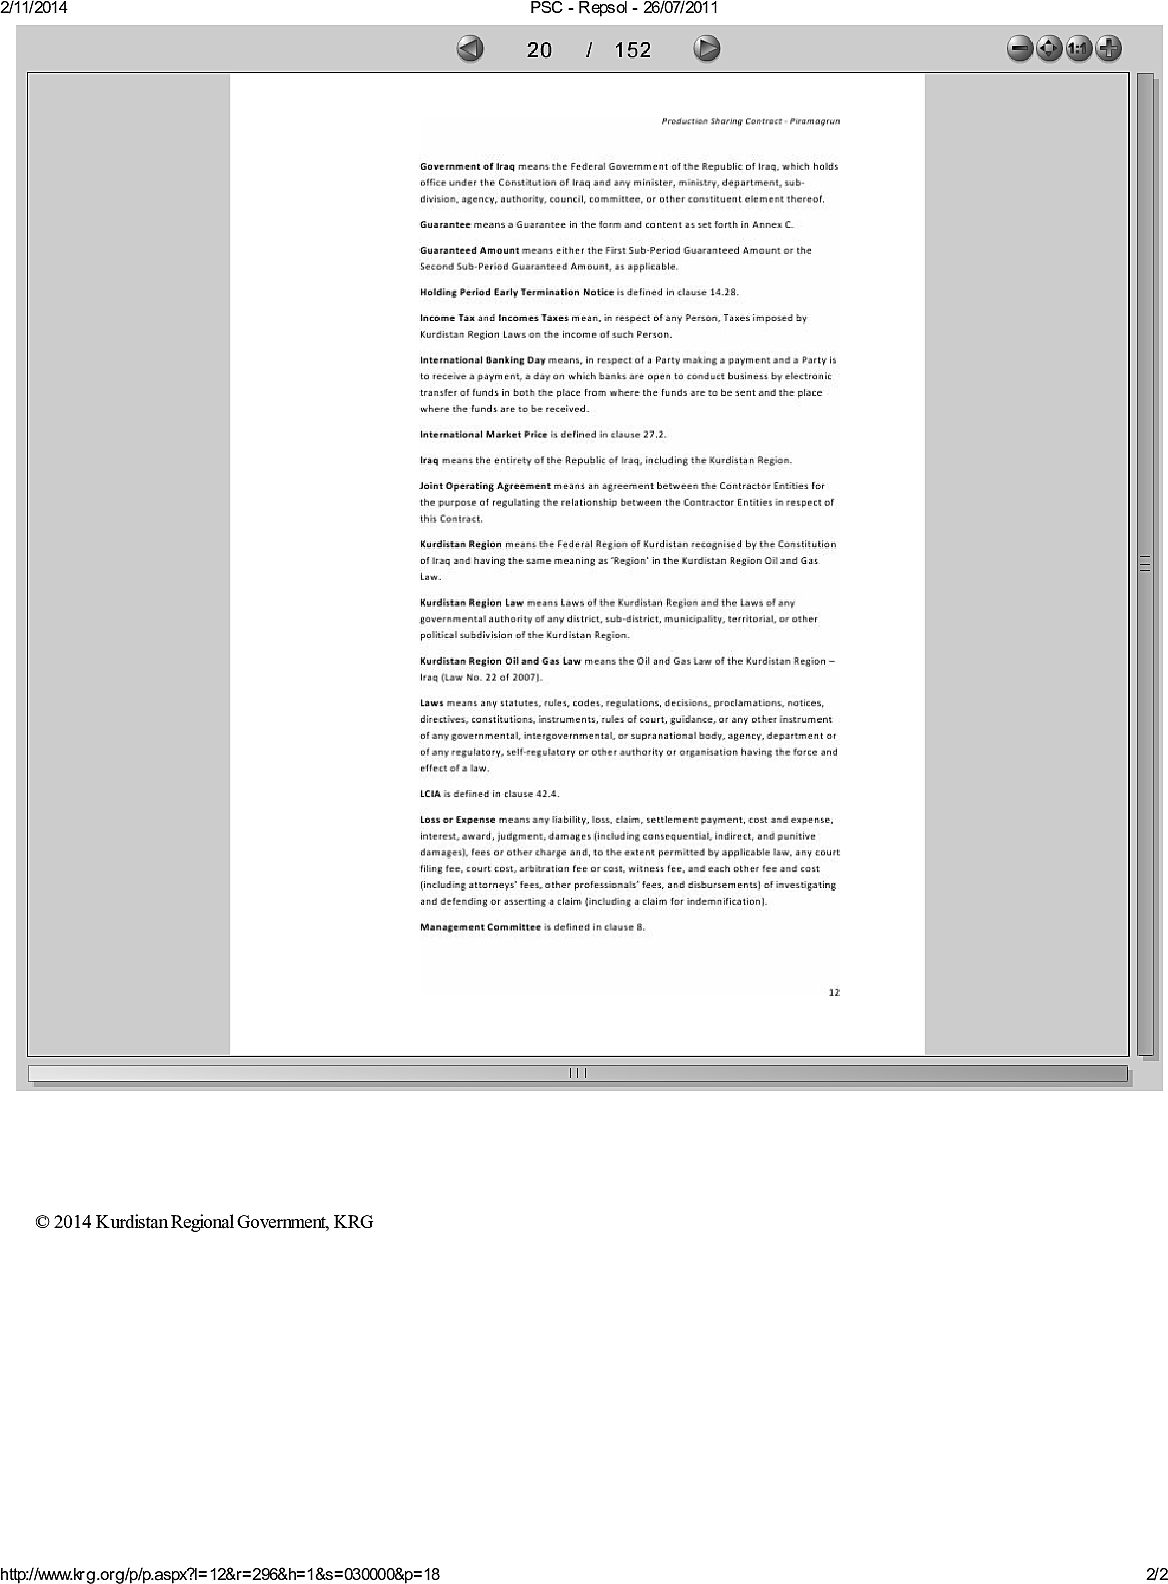 2/11/2014
PSC - Repsol - 26/07/2011
20 / 152
1:1
Production Sharing Contract - Piramagrun
Government of Iraq means the Federal Government of the Republic of Iraq, which holds
office under the Constitution of Iraq and any minister, ministry, department, sub-
division, agency, authority, council, committee, or other constituent element thereof.
Guarantee means a Guarantee in the form and content as set forth in Annex C.
Guaranteed Amount means either the First Sub-Period Guaranteed Amount or the
Second Sub-Period Guaranteed Amount, as applicable.
Holding Period Early Termination Notice is defined in clause 14.28.
Income Tax and Incomes Taxes mean, in respect of any Person, Taxes imposed by
Kurdistan Region Laws on the income of such Person.
International Banking Day means, in respect of a Party making a payment and a Party is
to receive a payment, a day on which banks are open to conduct business by electronic
transfer of funds in both the place from where the funds are to be sent and the place
where the funds are to be received.
International Market Price is defined in clause 27.2.
Iraq means the entirety of the Republic of Iraq, including the Kurdistan Region.
Joint Operating Agreement means an agreement between the Contractor Entities for
the purpose of regulating the relationship between the Contractor Entities in respect of
this Contract.
Kurdistan Region means the Federal Region of Kurdistan recognised by the Constitution
of Iraq and having the same meaning as 'Region' in the Kurdistan Region Oil and Gas
Law.
Kurdistan Region Law means Laws of the Kurdistan Region and the Laws of any
governmental authority of any district, sub-district, municipality, territorial, or other
political subdivision of the Kurdistan Region.
Kurdistan Region Oil and Gas Law means the Oil and Gas Law of the Kurdistan Region –
Iraq (Law No. 22 of 2007).
Laws means any statutes, rules, codes, regulations, decisions, proclamations, notices,
directives, constitutions, instruments, rules of court, guidance, or any other instrument
of any governmental, intergovernmental, or supranational body, agency, department or
of any regulatory, self-regulatory or other authority or organisation having the force and
effect of a law.
LCIA is defined in clause 42.4.
Loss or Expense means any liability, loss, claim, settlement payment, cost and expense,
interest, award, judgment, damages (including consequential, indirect, and punitive
damages), fees or other charge and, to the extent permitted by applicable law, any court
filing fee, court cost, arbitration fee or cost, witness fee, and each other fee and cost
(including attorneys' fees, other professionals' fees, and disbursements) of investigating
and defending or asserting a claim (including a claim for indemnification).
Management Committee is defined in clause 8.
12
© 2014 Kurdistan Regional Government, KRG
http://www.krg.org/p/p.aspx?l=12&r=296&h=1&s=030000&p=18
2/2